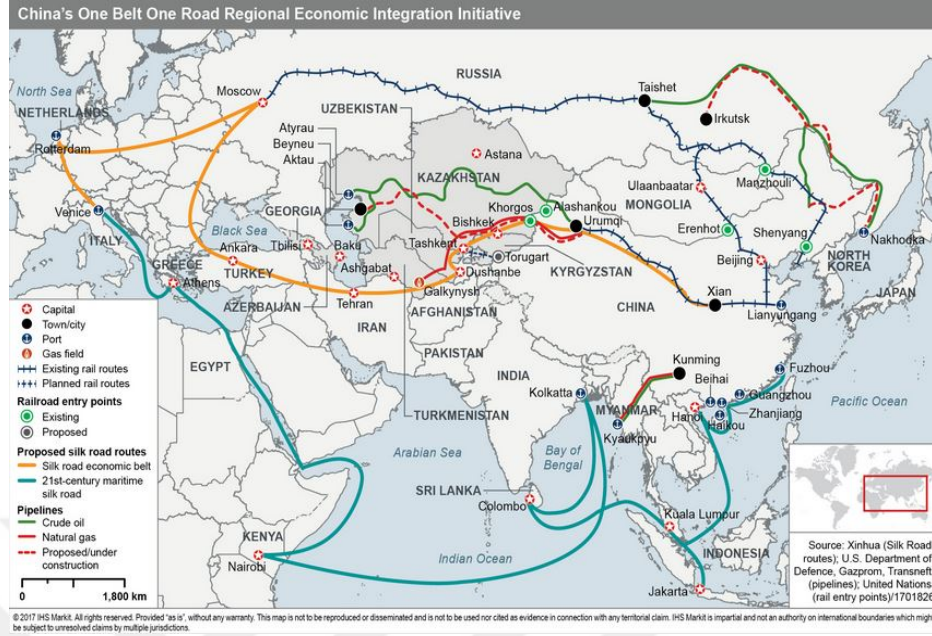 China's One Belt One Road Regional Economic Integration Initiative
North Sea
NETHERLANDS
Rotterdam
Moscow
RUSSIA
Taishet
Irkutsk
UZBEKISTAN
Atyrau
Beyneu
Aktau
Astana
KAZAKHSTAN
Ulaanbaatar
MONGOLIA
Manzhouli
Venice
ITALY
GEORGIA
Khorgos
Alashankou
Bishkek
Urumqi
Erenhot
Shenyang
Nakhodka
Black Sea
Ankara
Tbilisi
Baku
Tashkent
Torugart
Beijing
NORTH
KOREA
GREECE
TURKEY
Ashgabat
Dushanbe
KYRGYZSTAN
JAPAN
Athens
AZERBAIJAN
Tehran
Galkynysh
Xian
CHINA
Lianyungang
IRAN
AFGHANISTAN
EGYPT
PAKISTAN
Kunming
INDIA
Beihai
Fuzhou
Kolkatta
Guangzhou
TURKMENISTAN
MYANMAR
Hanoi
Zhanjiang
Haikou
Pacific Ocean
Kyaukpyu
Arabian Sea
Bay of
Bengal
SRI LANKA
Colombo
Kuala Lumpur
KENYA
Nairobi
Indian Ocean
INDONESIA
Jakarta
Capital
Town/city
Port
Gas field
Existing rail routes
Planned rail routes
Railroad entry points
Existing
Proposed
Proposed silk road routes
Silk road economic belt
21st-century maritime
silk road
Pipelines
Crude oil
Natural gas
Proposed/under
construction
0 1,800 km
Source: Xinhua (Silk Road
routes); U.S. Department of
Defence, Gazprom, Transneft
(pipelines); United Nations
(rail entry points)/1701826
© 2017 IHS Markit. All rights reserved. Provided "as is", without any warranty. This map is not to be reproduced or disseminated and is not to be used nor cited as evidence in connection with any territorial claim. IHS Markit is impartial and not an authority on international boundaries which might
be subject to unresolved claims by multiple jurisdictions.